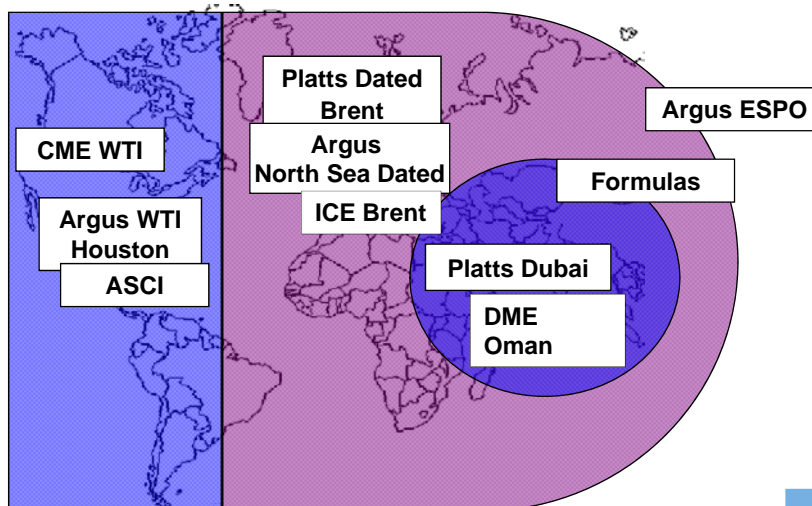 Platts Dated
Brent
Argus ESPO
Argus
North Sea Dated
CME WTI
Formulas
ICE Brent
Argus WTI
Houston
Platts Dubai
ASCI
DME
Oman